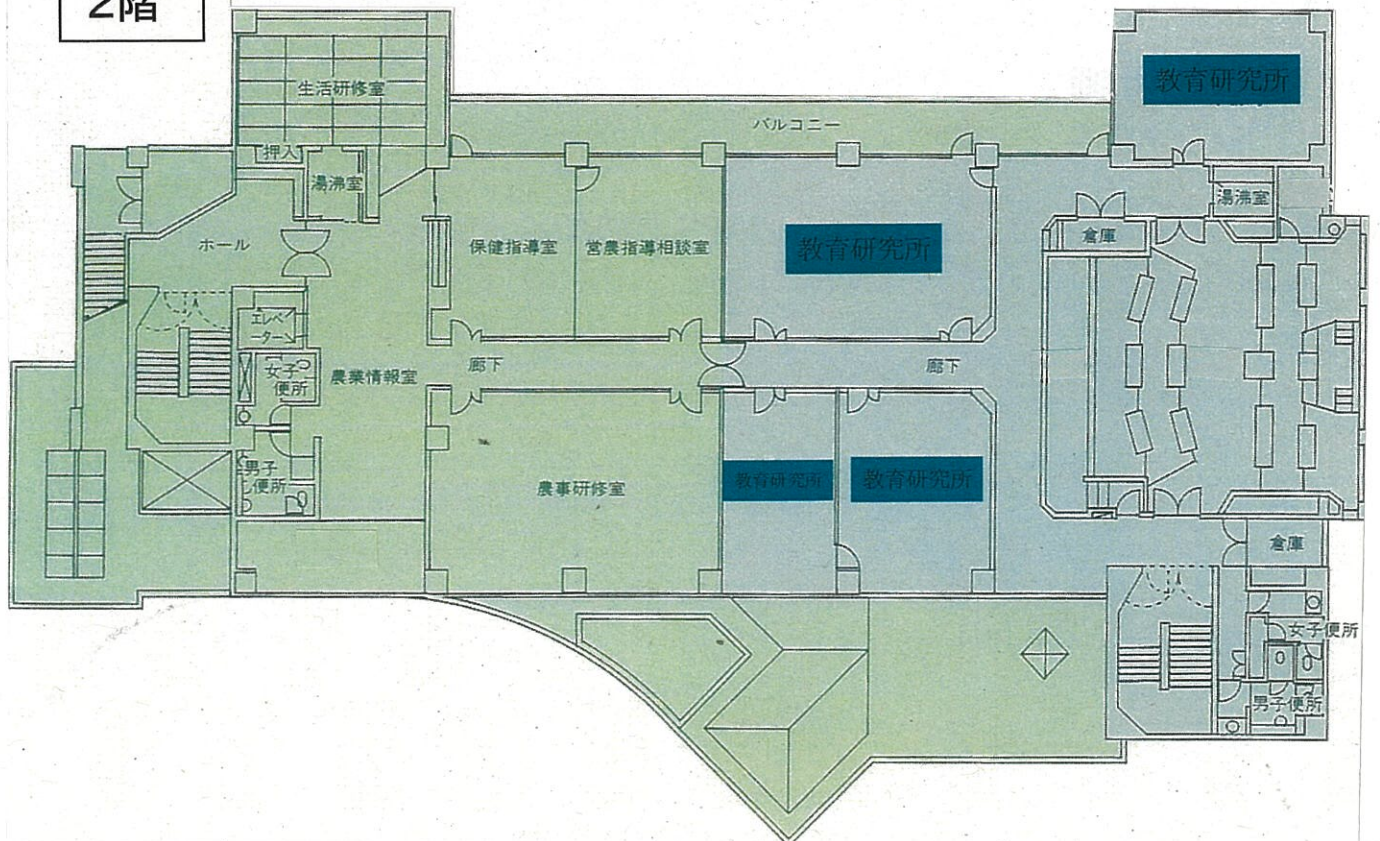 2階
生活研修室
教育研究所
バルコニー
押入
湯沸室
湯沸室
ホール
保健指導室
営農指導相談室
教育研究所
倉庫
エレベ
ーター
女子
便所
農業情報室
廊下
廊下
男子
便所
農事研修室
教育研究所
教育研究所
倉庫
女子便所
男子便所